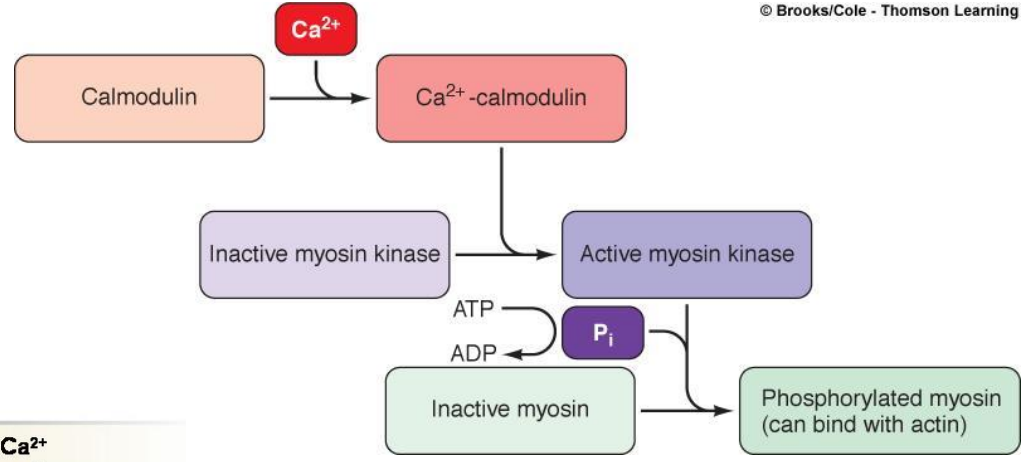 © Brooks/Cole - Thomson Learning
Ca²⁺
Calmodulin
Ca²⁺-calmodulin
Inactive myosin kinase
Active myosin kinase
ATP
Pᵢ
ADP
Inactive myosin
Phosphorylated myosin
(can bind with actin)
Ca²⁺